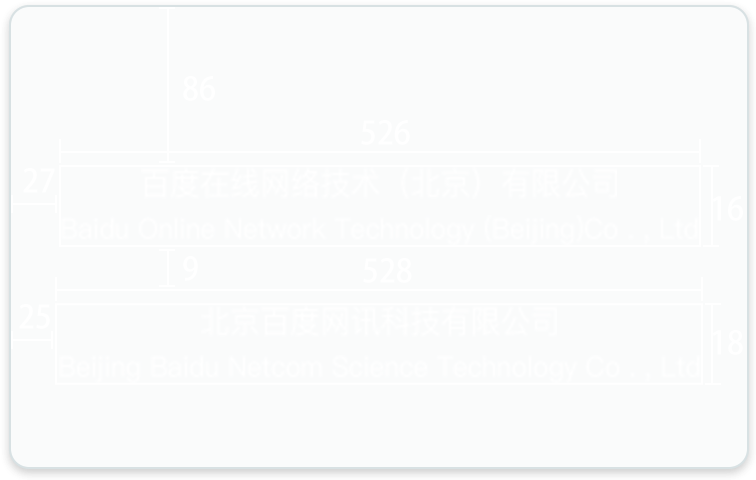 86
526
27
百度在线网络技术（北京）有限公司
16
Baidu Online Network Technology (Beijing)Co . , Ltd
9
528
25
北京百度网讯科技有限公司
18
Beijing Baidu Netcom Science Technology Co . , Ltd